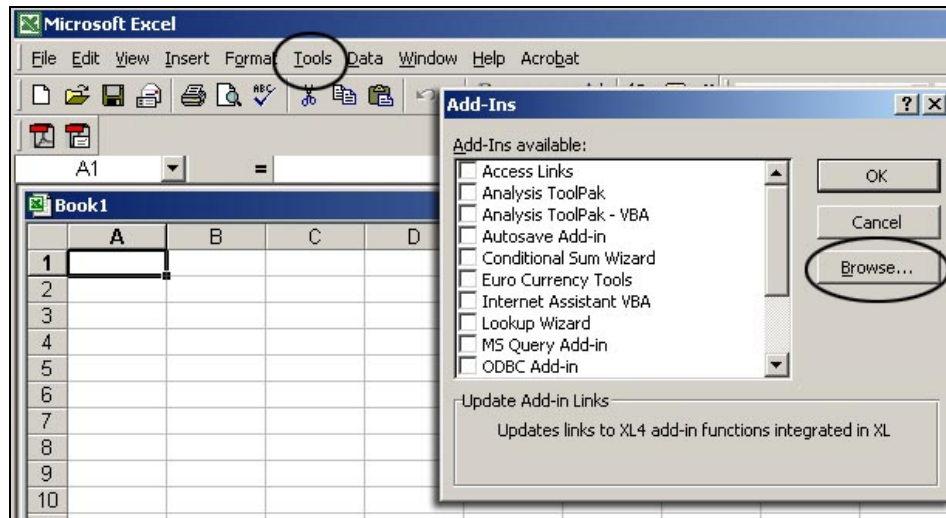 Microsoft Excel
File Edit View Insert Format Tools Data Window Help Acrobat
ABC
A1 =
Book1
A B C D
1
2
3
4
5
6
7
8
9
10
Add-Ins ? X
Add-Ins available:
Access Links
Analysis ToolPak
Analysis ToolPak - VBA
Autosave Add-in
Conditional Sum Wizard
Euro Currency Tools
Internet Assistant VBA
Lookup Wizard
MS Query Add-in
ODBC Add-in
OK
Cancel
Browse...
Update Add-in Links
Updates links to XL4 add-in functions integrated in XL